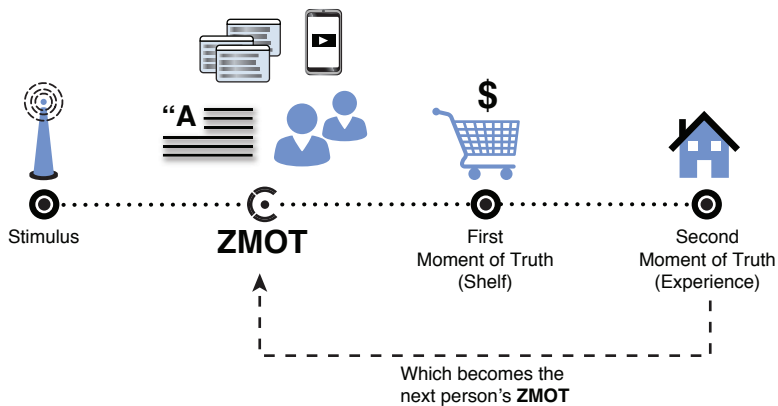 “A
$
Stimulus
ZMOT
First
Moment of Truth
(Shelf)
Second
Moment of Truth
(Experience)
Which becomes the
next person’s ZMOT